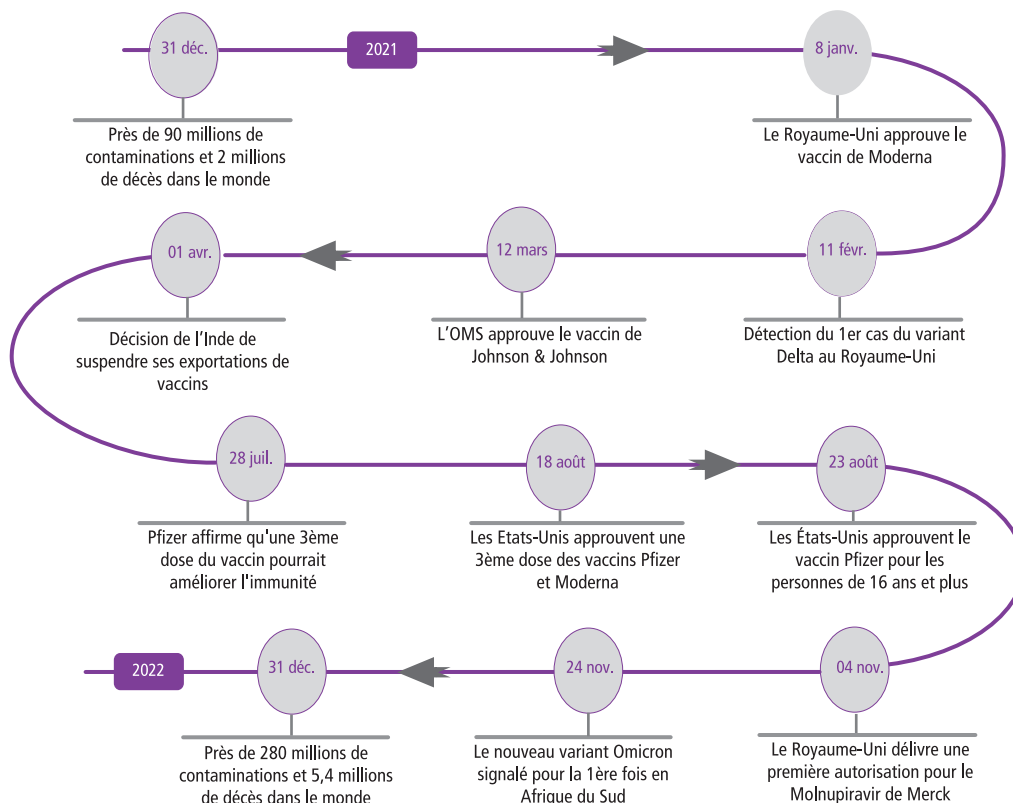 31 déc.
2021
8 janv.
Près de 90 millions de
contaminations et 2 millions
de décès dans le monde
Le Royaume-Uni approuve le
vaccin de Moderna
11 févr.
Détection du 1er cas du variant
Delta au Royaume-Uni
12 mars
L'OMS approuve le vaccin de
Johnson & Johnson
01 avr.
Décision de l'Inde de
suspendre ses exportations de
vaccins
28 juil.
Pfizer affirme qu'une 3ème
dose du vaccin pourrait
améliorer l'immunité
18 août
Les Etats-Unis approuvent une
3ème dose des vaccins Pfizer
et Moderna
23 août
Les États-Unis approuvent le
vaccin Pfizer pour les
personnes de 16 ans et plus
04 nov.
Le Royaume-Uni délivre une
première autorisation pour le
Molnupiravir de Merck
24 nov.
Le nouveau variant Omicron
signalé pour la 1ère fois en
Afrique du Sud
31 déc.
Près de 280 millions de
contaminations et 5,4 millions
de décès dans le monde
2022